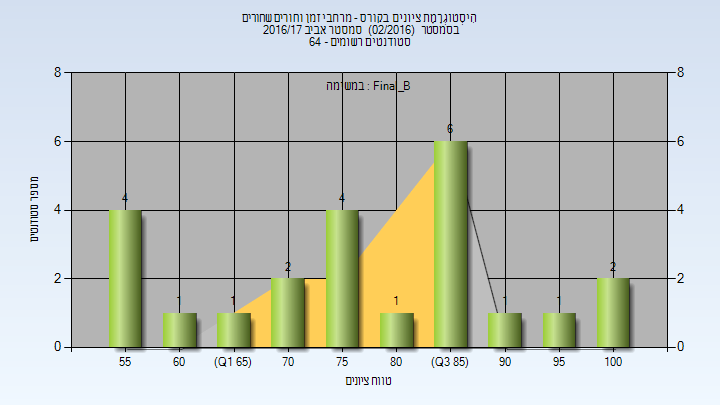 היסטוגרמת ציונים בקורס - מרחבי זמן וחורים שחורים
בסמסטר (02/2016) סמסטר אביב 2016/17
סטודנטים רשומים - 64
במשימה : Final_B
מספר סטודנטים
8 8
6 6
4 4
2 2
0 0
4 1 1 2 4 1 6 1 1 2
55 60 (Q1 65) 70 75 80 (Q3 85) 90 95 100
טווח ציונים